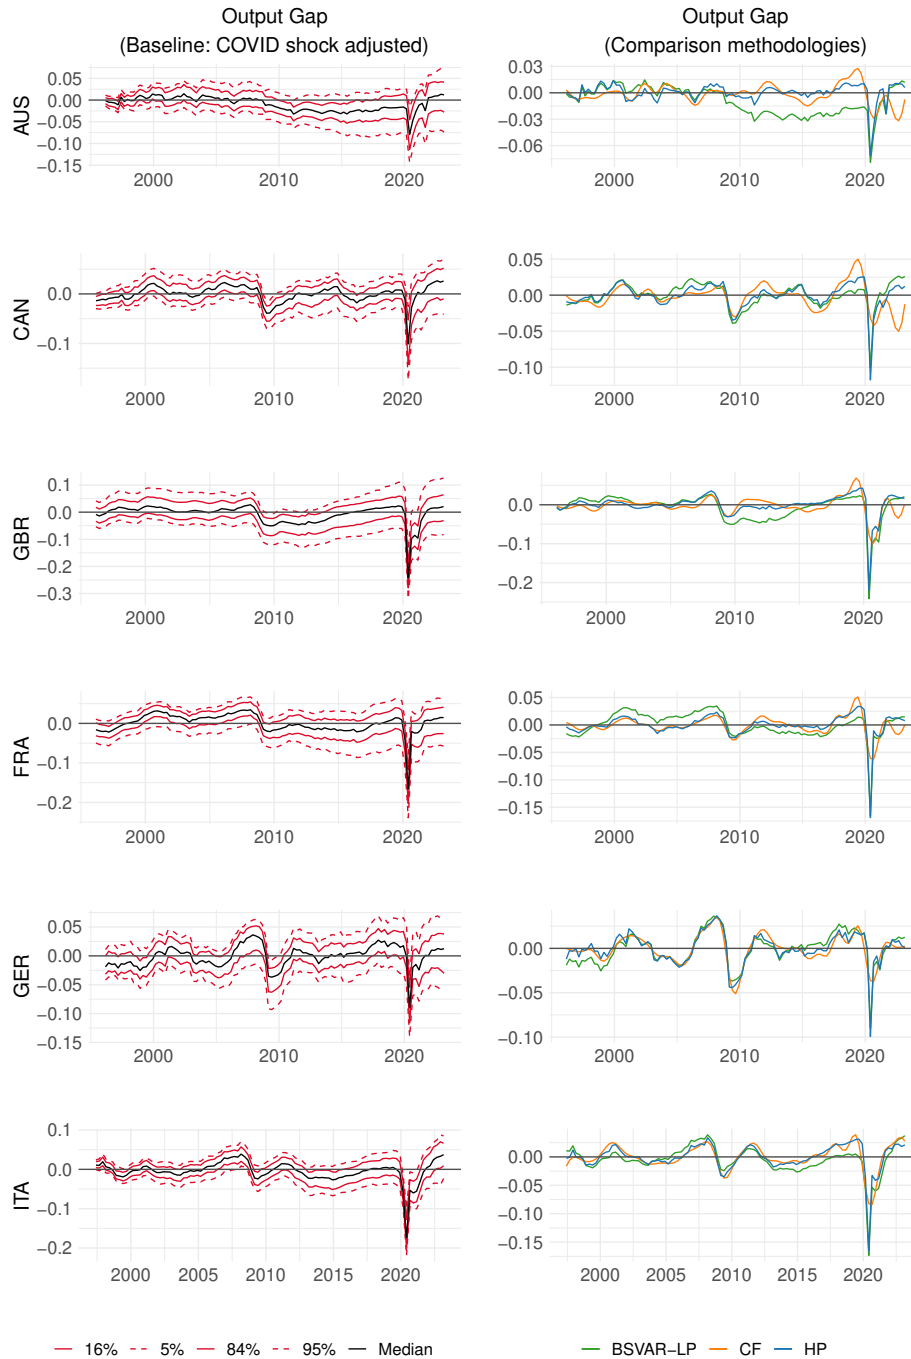 Output Gap
(Baseline: COVID shock adjusted)
Output Gap
(Comparison methodologies)
AUS
0.05
0.00
−0.05
−0.10
−0.15
2000 2010 2020
0.03
0.00
−0.03
−0.06
2000 2010 2020
CAN
0.0
−0.1
2000 2010 2020
0.05
0.00
−0.05
−0.10
2000 2010 2020
GBR
0.1
0.0
−0.1
−0.2
−0.3
2000 2010 2020
0.0
−0.1
−0.2
2000 2010 2020
FRA
0.0
−0.1
−0.2
2000 2010 2020
0.05
0.00
−0.05
−0.10
−0.15
2000 2010 2020
GER
0.05
0.00
−0.05
−0.10
−0.15
2000 2010 2020
0.00
−0.05
−0.10
2000 2010 2020
ITA
0.1
0.0
−0.1
−0.2
2000 2005 2010 2015 2020
0.00
−0.05
−0.10
−0.15
2000 2005 2010 2015 2020
16% 5% 84% 95% Median
BSVAR−LP CF HP